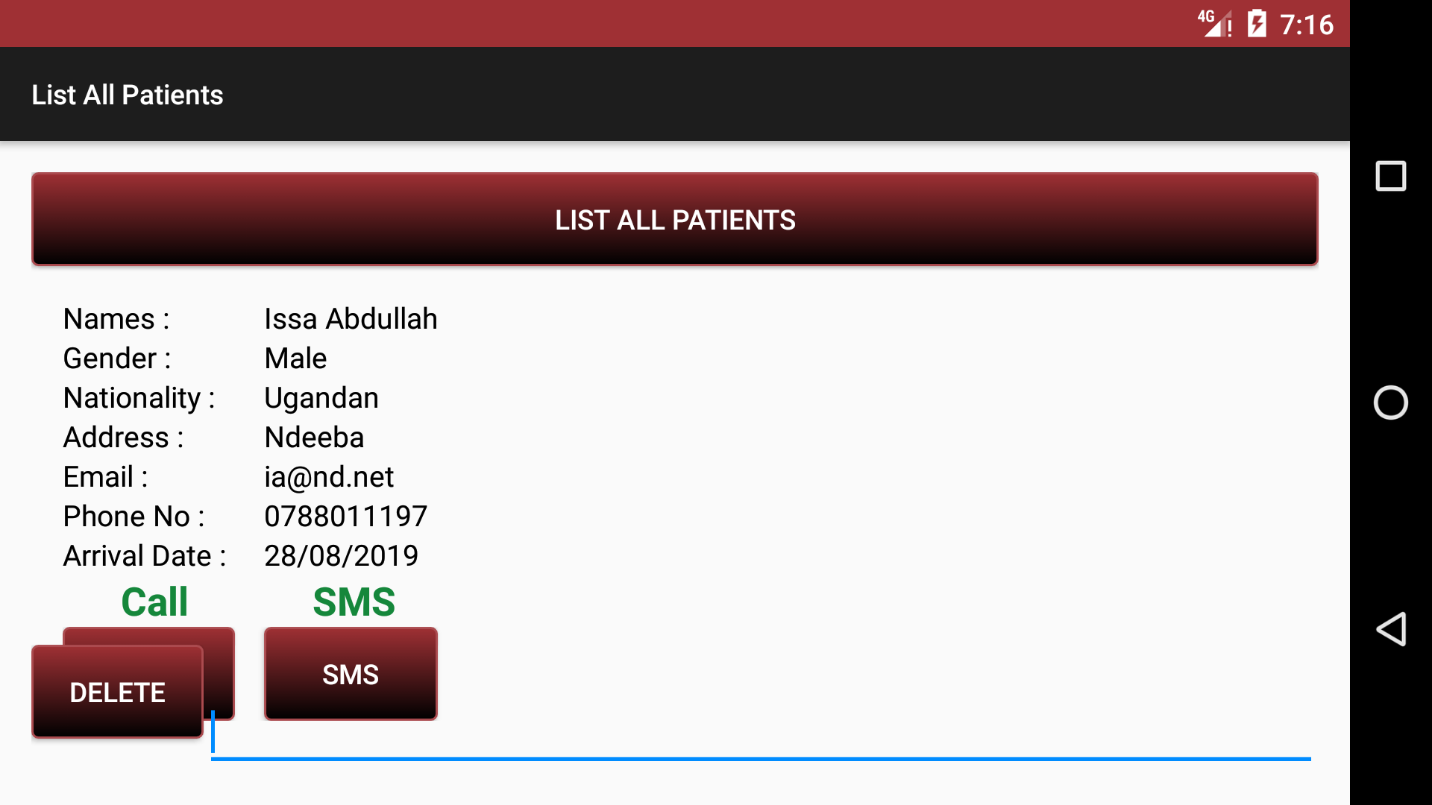 4G ! 7:16
List All Patients
LIST ALL PATIENTS
Names : Issa Abdullah
Gender : Male
Nationality : Ugandan
Address : Ndeeba
Email : ia@nd.net
Phone No : 0788011197
Arrival Date : 28/08/2019
Call SMS
SMS
DELETE